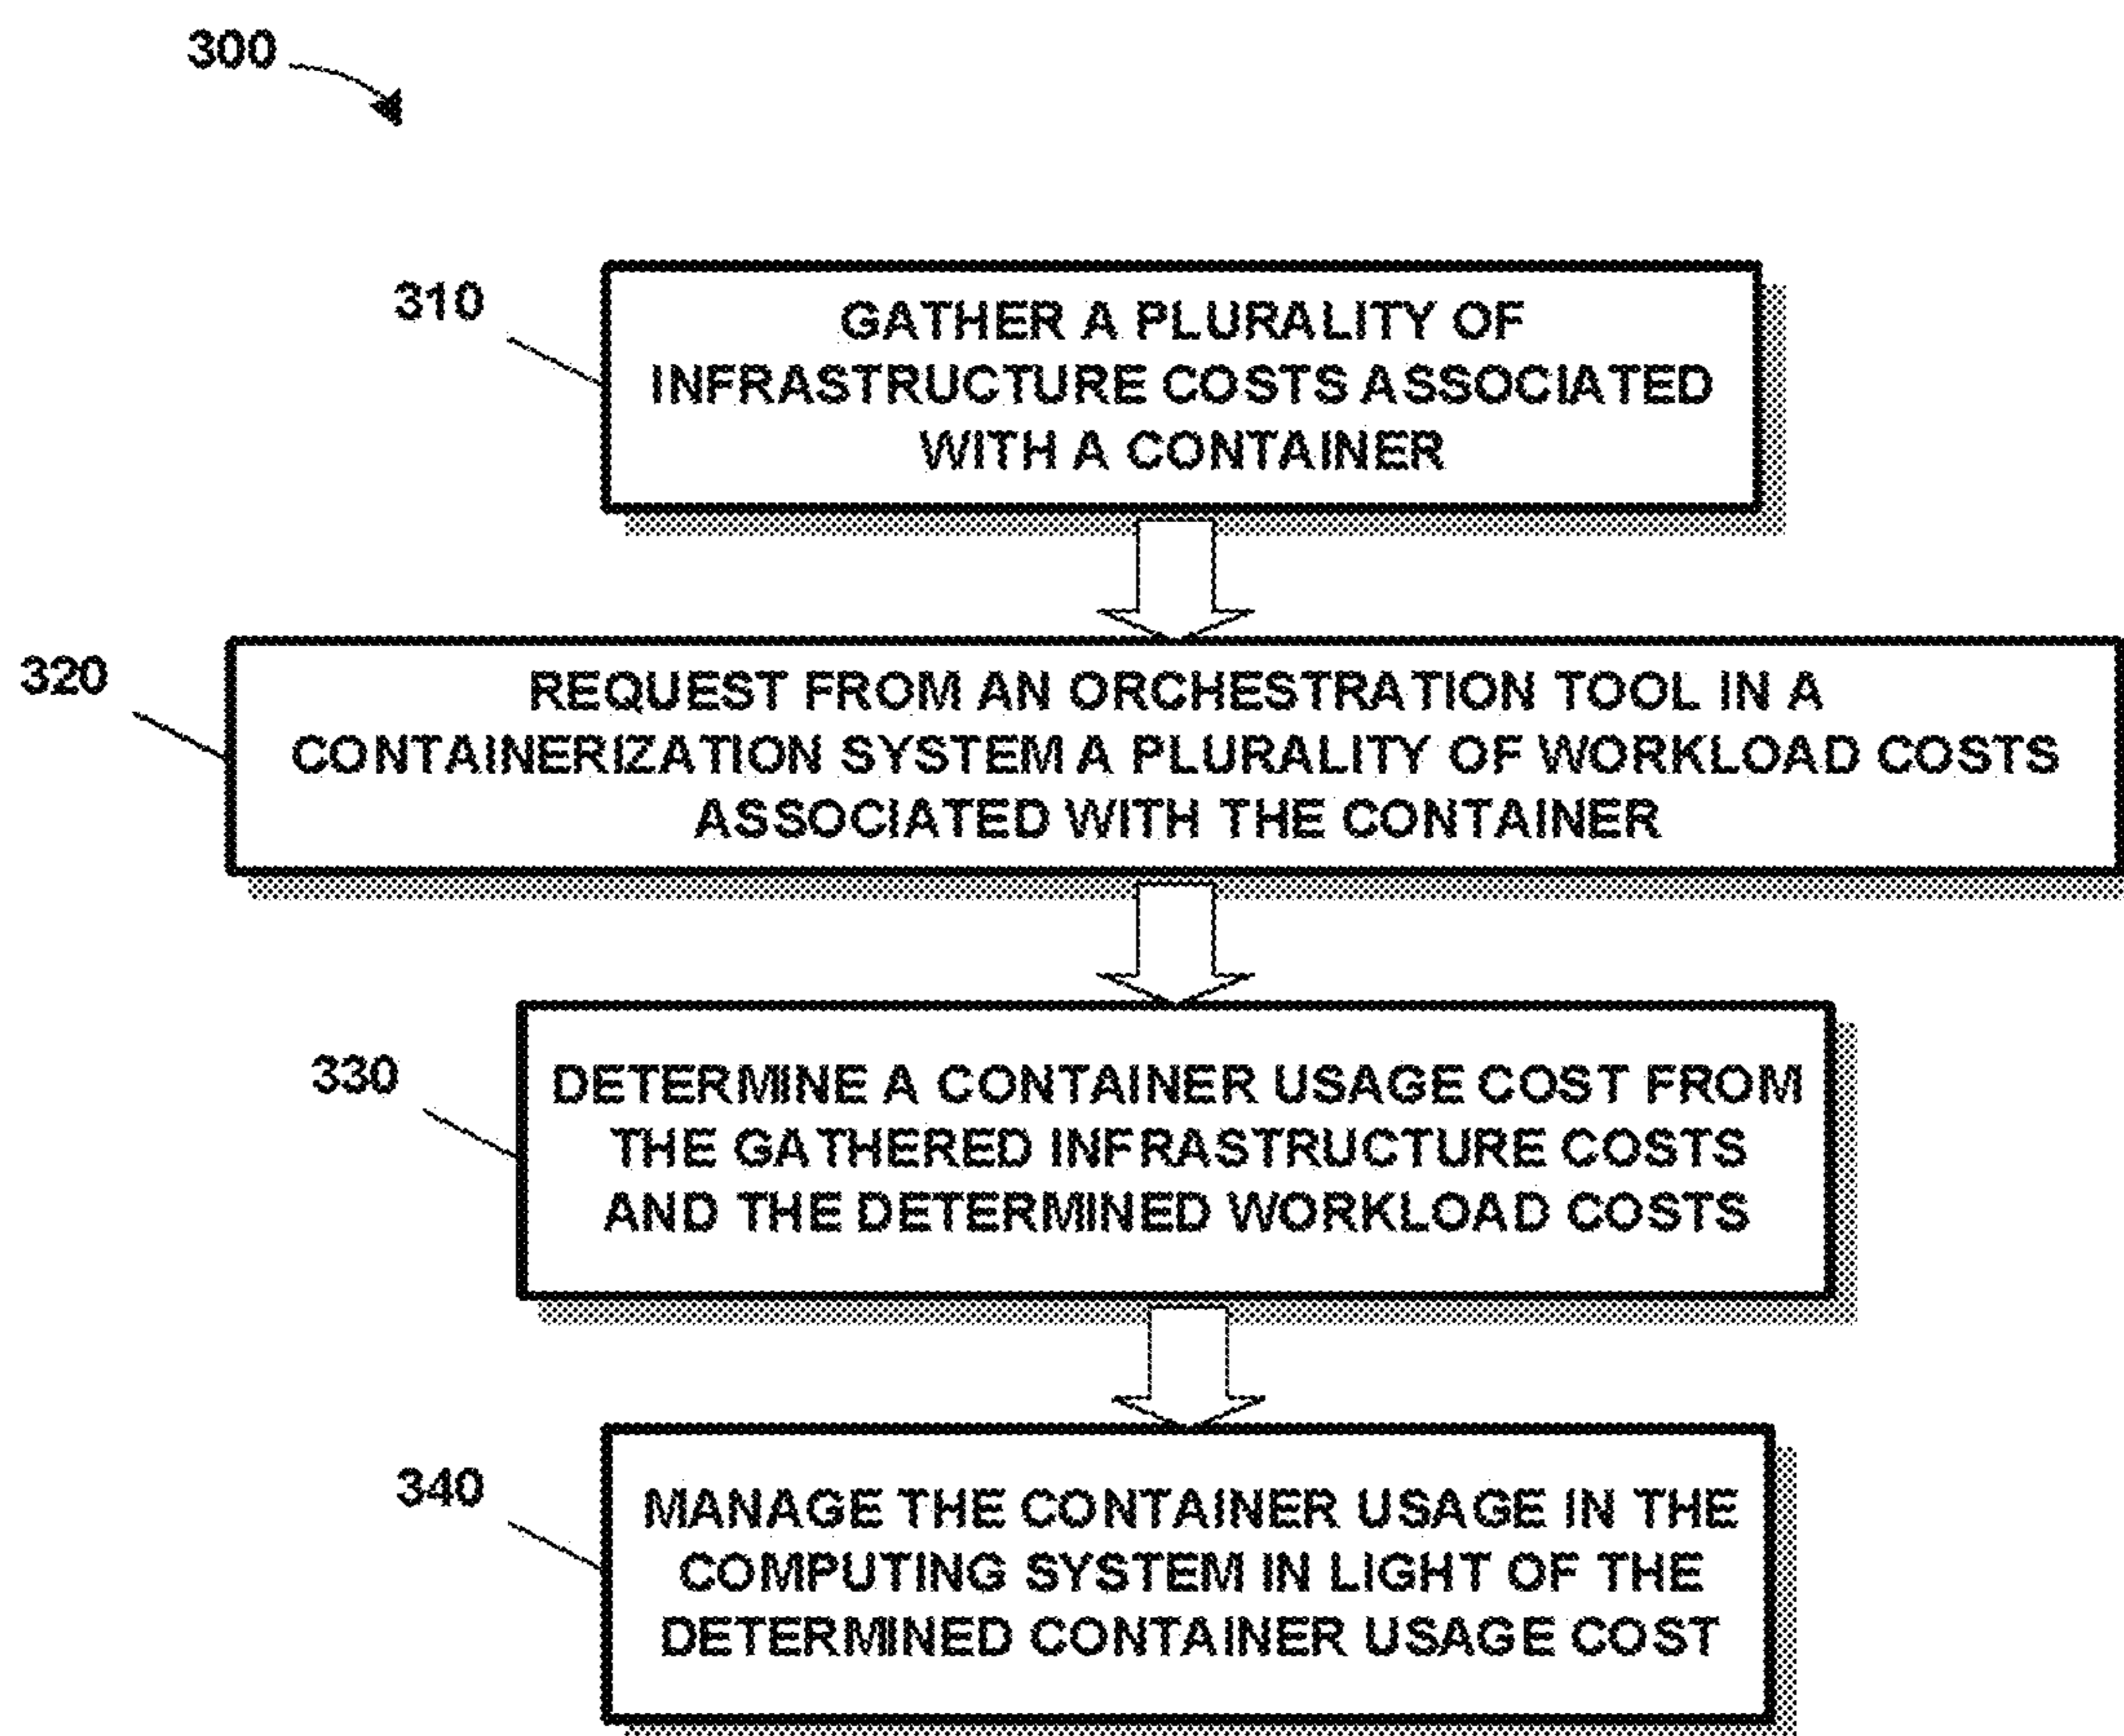 300
310
GATHER A PLURALITY OF
INFRASTRUCTURE COSTS ASSOCIATED
WITH A CONTAINER
320
REQUEST FROM AN ORCHESTRATION TOOL IN A
CONTAINERIZATION SYSTEM A PLURALITY OF WORKLOAD COSTS
ASSOCIATED WITH THE CONTAINER
330
DETERMINE A CONTAINER USAGE COST FROM
THE GATHERED INFRASTRUCTURE COSTS
AND THE DETERMINED WORKLOAD COSTS
340
MANAGE THE CONTAINER USAGE IN THE
COMPUTING SYSTEM IN LIGHT OF THE
DETERMINED CONTAINER USAGE COST